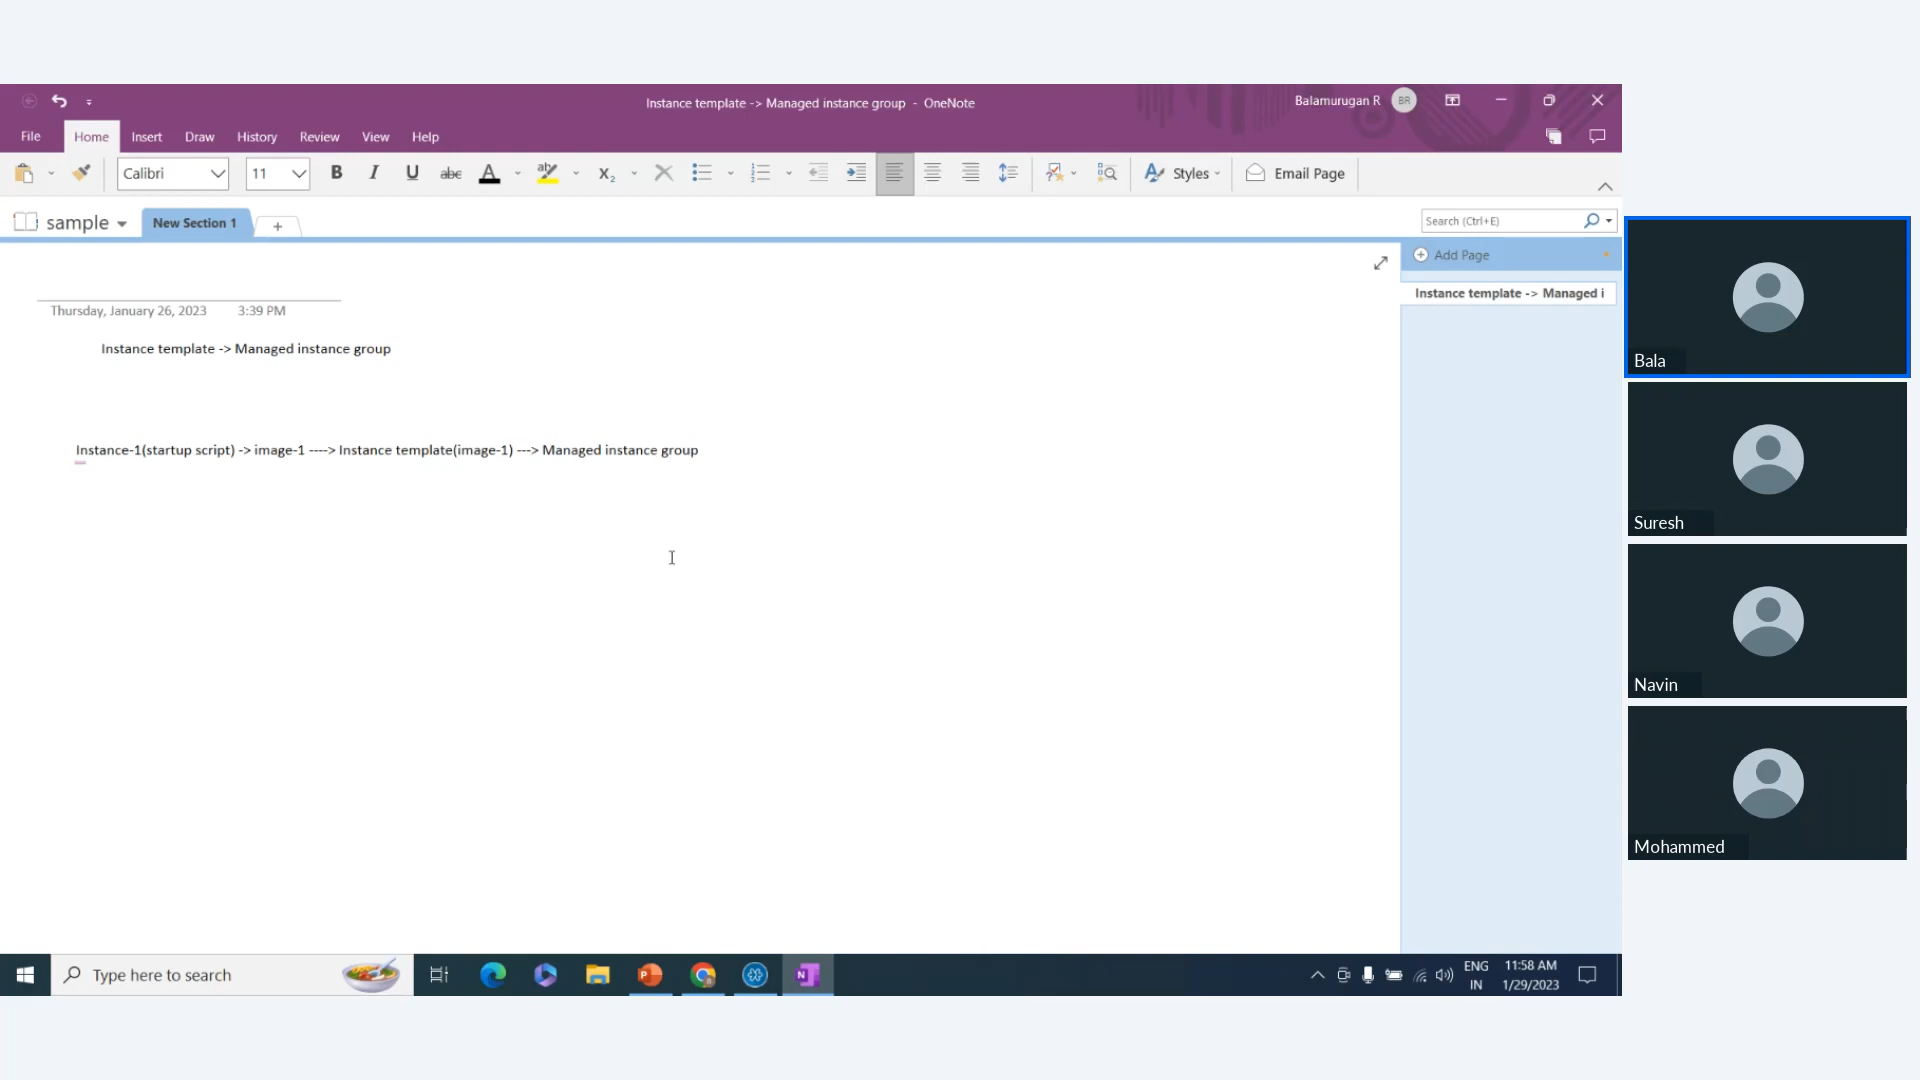 Instance template -> Managed instance group - OneNote
Balamurugan R
BR
File
Home
Insert
Draw
History
Review
View
Help
Calibri
11
B
I
U
abc
A
ab
X₂
Styles
Email Page
sample
New Section 1
+
Search (Ctrl+E)
Add Page
Instance template -> Managed i
Thursday, January 26, 2023
3:39 PM
Instance template -> Managed instance group
Instance-1(startup script) -> image-1 ----> Instance template(image-1) ---> Managed instance group
Bala
Suresh
Navin
Mohammed
Type here to search
P
N
ENG
IN
11:58 AM
1/29/2023